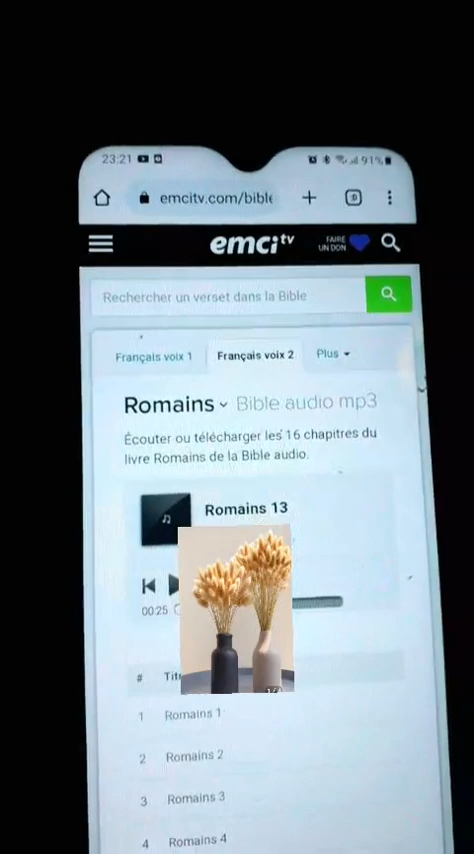 23:21
91%
emcitv.com/bible
emci tv
FAIRE
UN DON
Rechercher un verset dans la Bible
Français voix 1
Français voix 2
Plus
Romains
Bible audio mp3
Écouter ou télécharger les 16 chapitres du
livre Romains de la Bible audio.
Romains 13
00:25
#
1 Romains 1
2 Romains 2
3 Romains 3
4 Romains 4